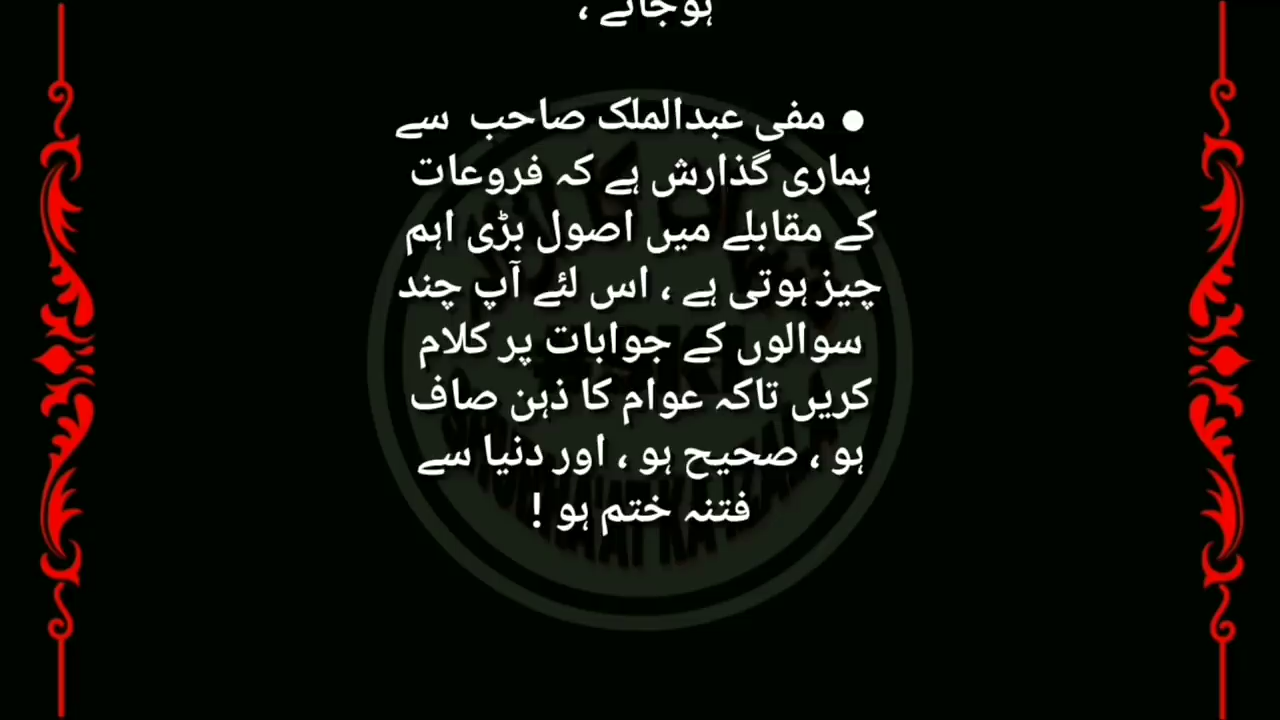 ہوجائے ،
● مفی عبدالملک صاحب سے
ہماری گذارش ہے کہ فروعات
کے مقابلے میں اصول بڑی اہم
چیز ہوتی ہے ، اس لئے آپ چند
سوالوں کے جوابات پر کلام
کریں تاکہ عوام کا ذہن صاف
ہو ، صحیح ہو ، اور دنیا سے
فتنہ ختم ہو !